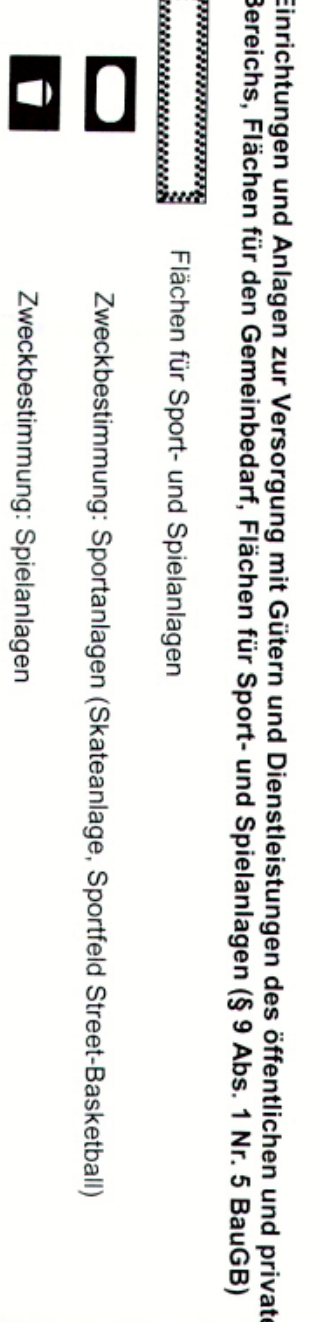 Einrichtungen und Anlagen zur Versorgung mit Gütern und Dienstleistungen des öffentlichen und private
Bereichs, Flächen für den Gemeinbedarf, Flächen für Sport- und Spielanlagen (§ 9 Abs. 1 Nr. 5 BauGB)
Flächen für Sport- und Spielanlagen
Zweckbestimmung: Sportanlagen (Skateanlage, Sportfeld Street-Basketball)
Zweckbestimmung: Spielanlagen